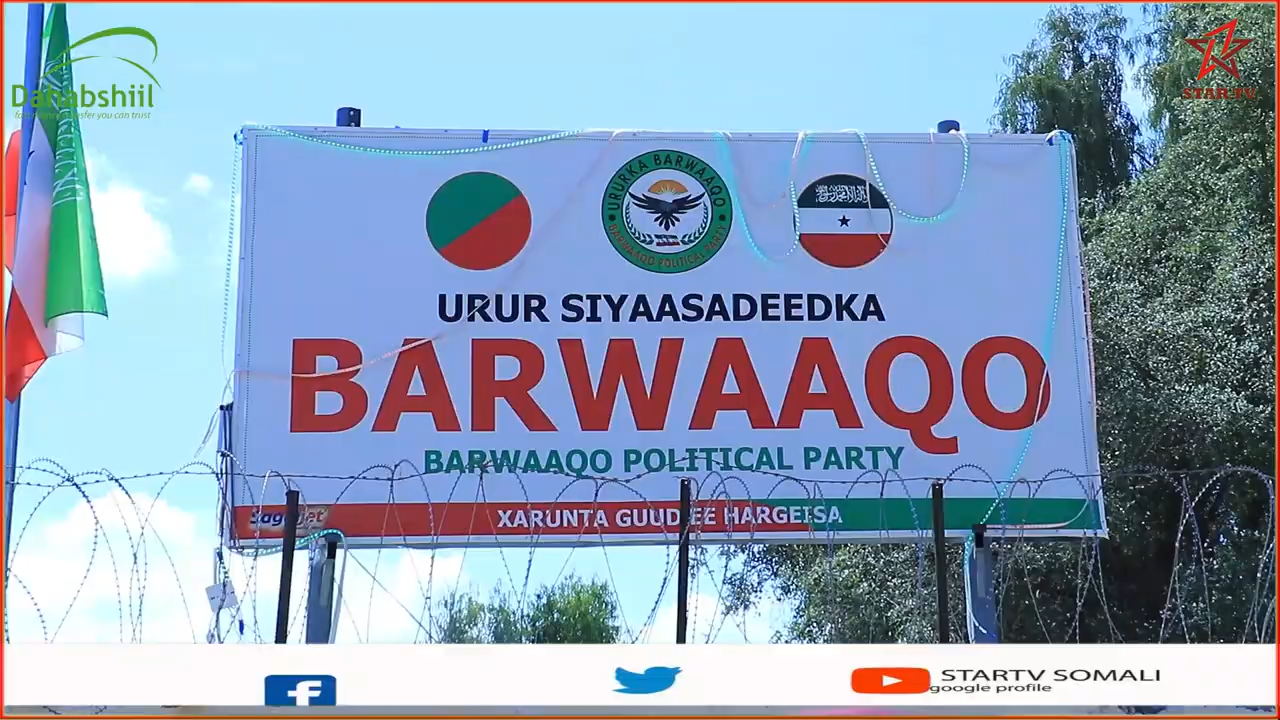 Dahabshiil
STAR TV
URURKA BARWAAQO
BARWAAQO POLITICAL PARTY
URUR SIYAASADEEDKA
BARWAAQO
BARWAAQO POLITICAL PARTY
XARUNTA GUUD EE HARGEISA
STARTV SOMALI
google profile